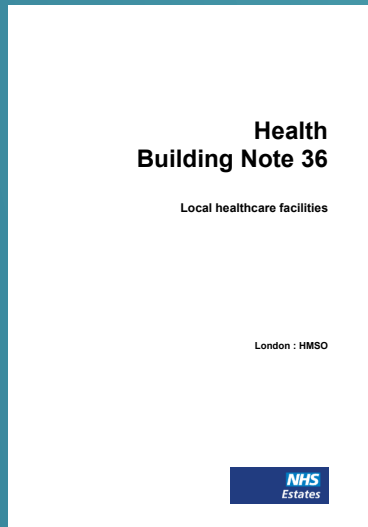 Health
Building Note 36
Local healthcare facilities
London : HMSO
NHS
Estates